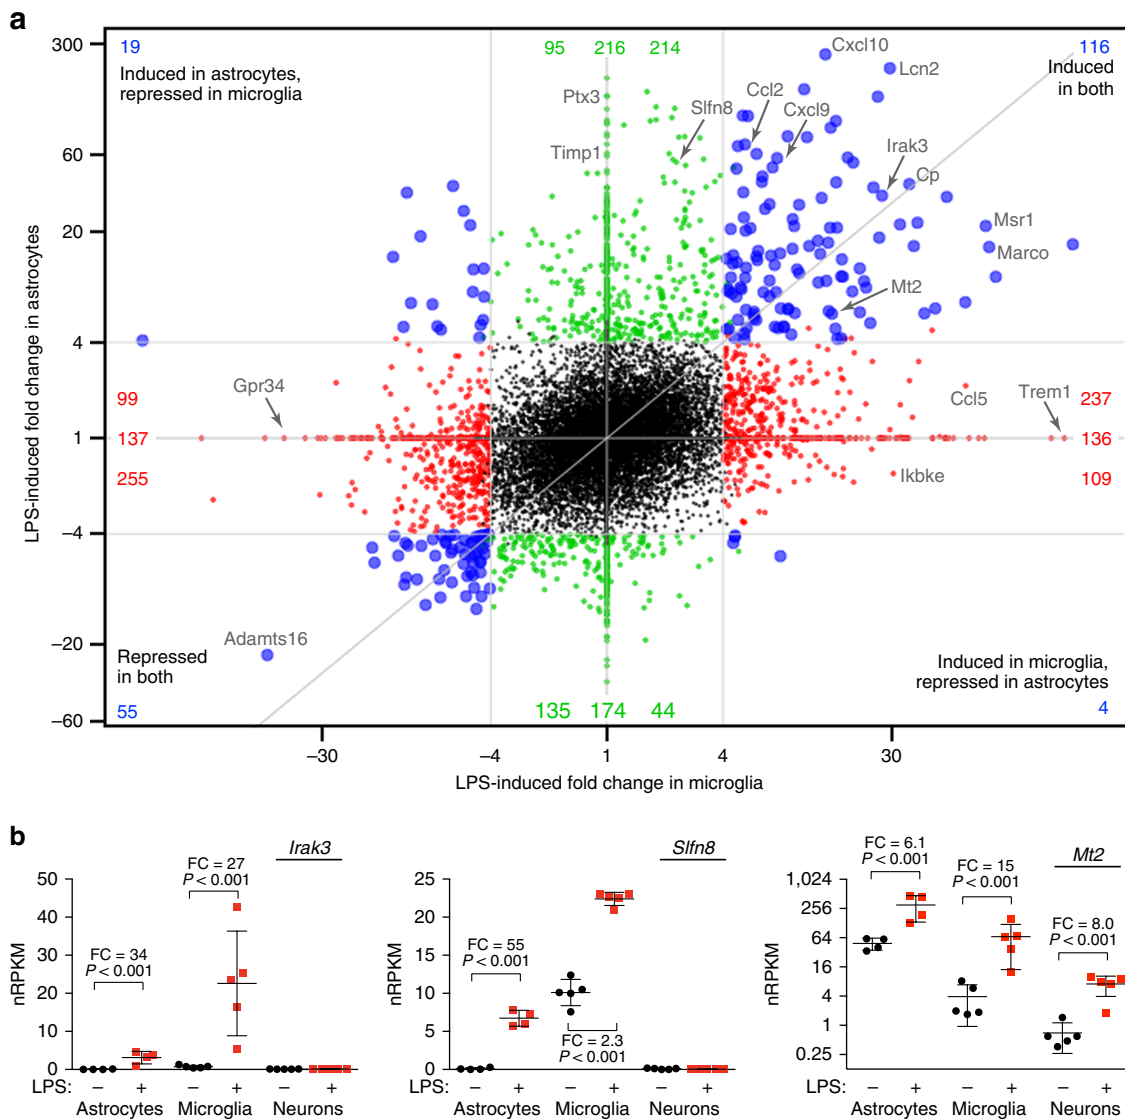 a
300
60
20
4
1
−4
−20
−60
LPS-induced fold change in astrocytes
19
Induced in astrocytes,
repressed in microglia
95 216 214
116
Induced
in both
Cxcl10
Lcn2
Ptx3
Slfn8
Ccl2
Cxcl9
Timp1
Irak3
Cp
Msr1
Marco
Mt2
Gpr34
Ccl5
Trem1
99
137
255
237
136
109
Ikbke
Adamts16
Repressed
in both
55
135 174 44
Induced in microglia,
repressed in astrocytes
4
−30 −4 1 4 30
LPS-induced fold change in microglia
b
Irak3
nRPKM
50
40
30
20
10
0
FC = 34
P < 0.001
FC = 27
P < 0.001
LPS: − + − + − +
Astrocytes Microglia Neurons
Slfn8
nRPKM
25
20
15
10
5
0
FC = 55
P < 0.001
FC = 2.3
P < 0.001
LPS: − + − + − +
Astrocytes Microglia Neurons
Mt2
nRPKM
1,024
256
64
16
4
1
0.25
FC = 6.1
P < 0.001
FC = 15
P < 0.001
FC = 8.0
P < 0.001
LPS: − + − + − +
Astrocytes Microglia Neurons